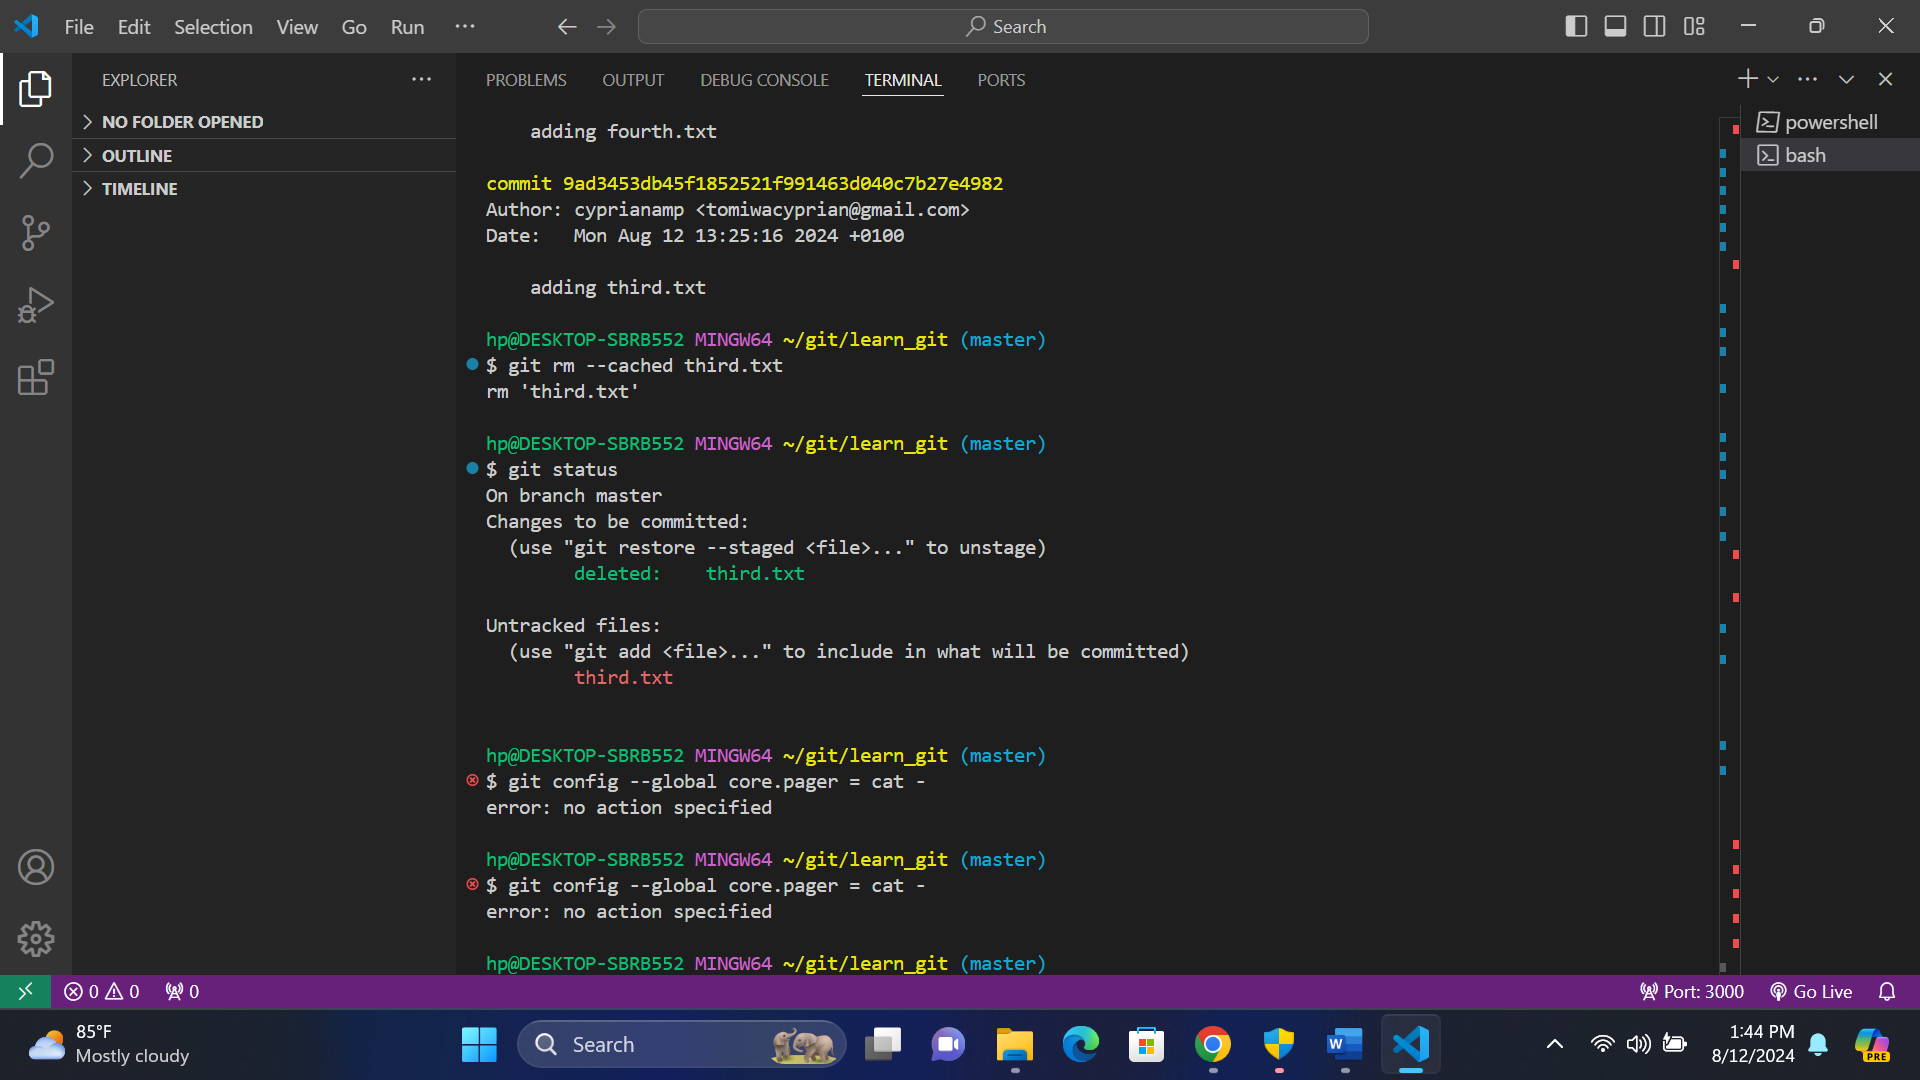 File Edit Selection View Go Run ··· Search
EXPLORER ···
NO FOLDER OPENED
OUTLINE
TIMELINE
PROBLEMS OUTPUT DEBUG CONSOLE TERMINAL PORTS
powershell
bash
adding fourth.txt
commit 9ad3453db45f1852521f991463d040c7b27e4982
Author: cyprianamp <tomiwacyprian@gmail.com>
Date:   Mon Aug 12 13:25:16 2024 +0100
adding third.txt
hp@DESKTOP-SBRB552 MINGW64 ~/git/learn_git (master)
$ git rm --cached third.txt
rm 'third.txt'
hp@DESKTOP-SBRB552 MINGW64 ~/git/learn_git (master)
$ git status
On branch master
Changes to be committed:
(use "git restore --staged <file>..." to unstage)
deleted:    third.txt
Untracked files:
(use "git add <file>..." to include in what will be committed)
third.txt
hp@DESKTOP-SBRB552 MINGW64 ~/git/learn_git (master)
$ git config --global core.pager = cat -
error: no action specified
hp@DESKTOP-SBRB552 MINGW64 ~/git/learn_git (master)
$ git config --global core.pager = cat -
error: no action specified
hp@DESKTOP-SBRB552 MINGW64 ~/git/learn_git (master)
0 0 0 Port: 3000 Go Live
85°F
Mostly cloudy
Search
W
PRE
1:44 PM
8/12/2024